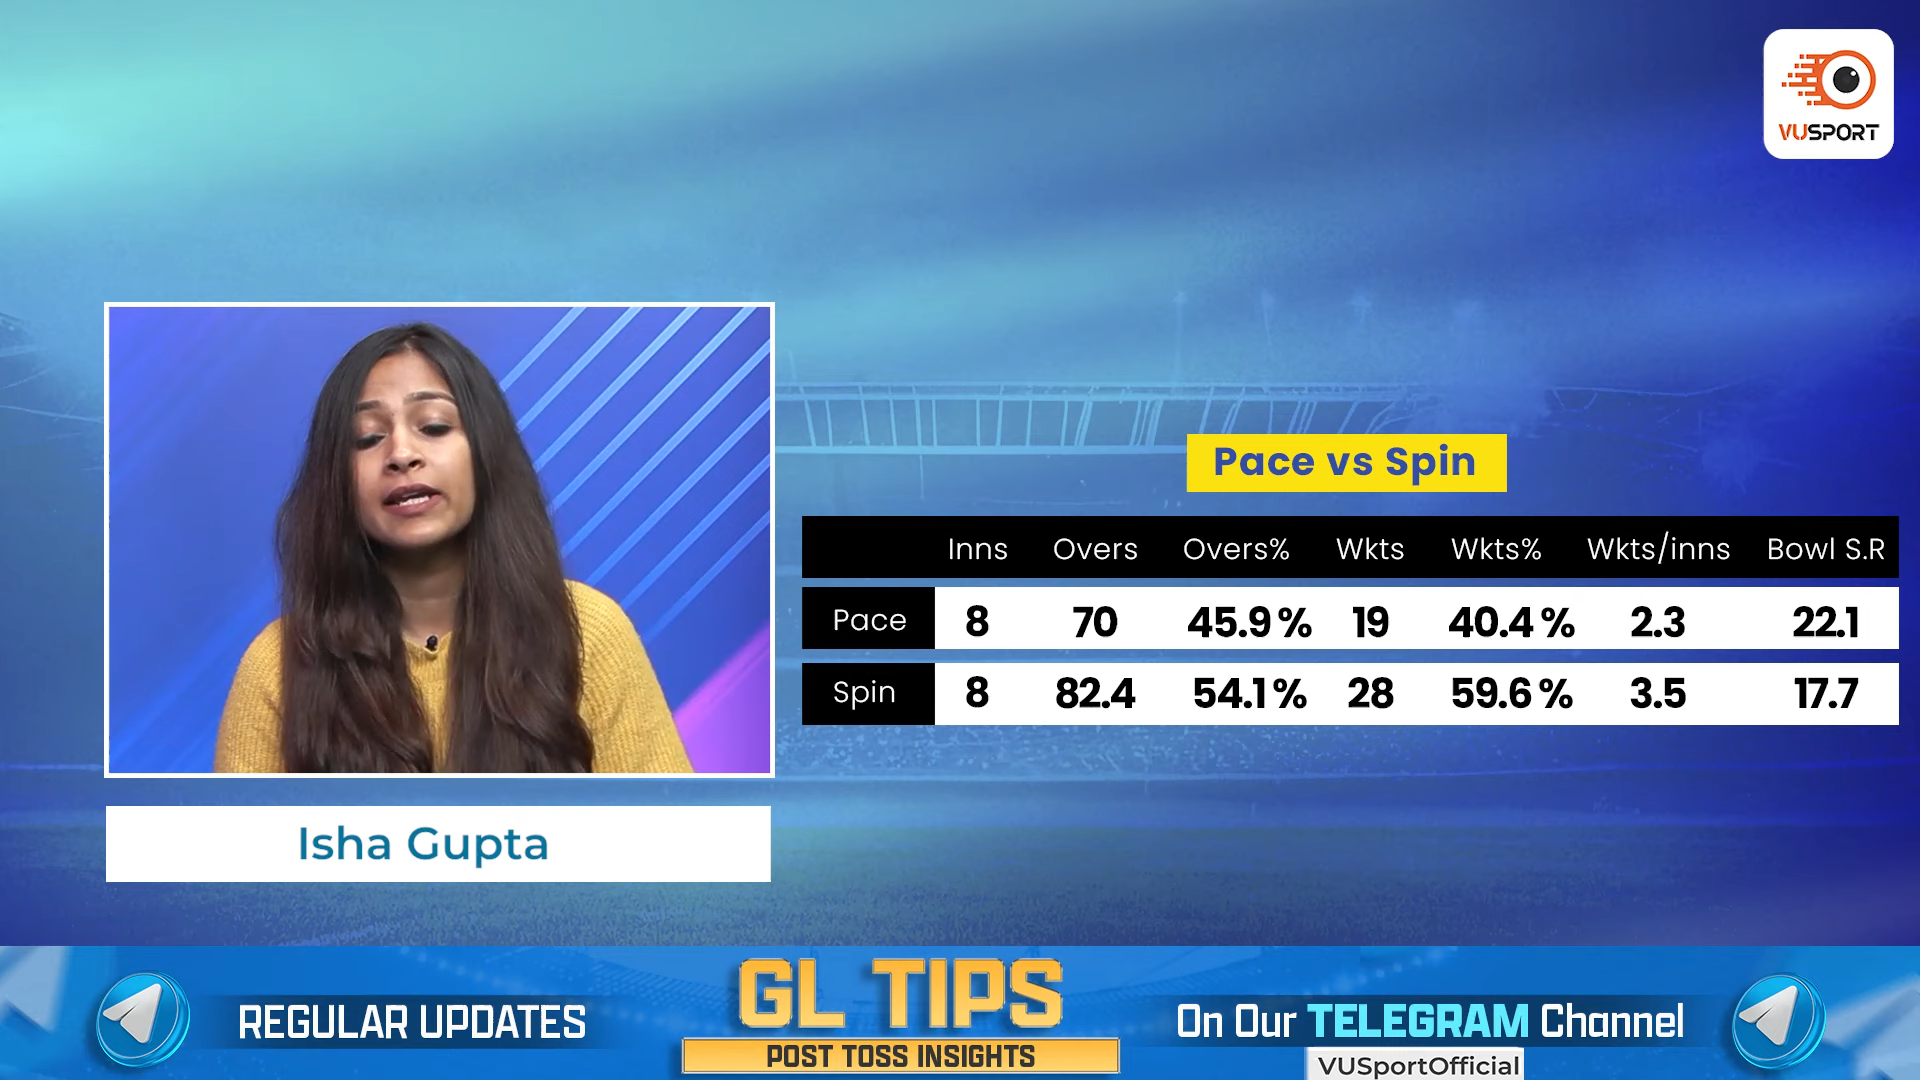 VUSPORT
Pace vs Spin
Inns Overs Overs% Wkts Wkts% Wkts/inns Bowl S.R
Pace 8 70 45.9% 19 40.4% 2.3 22.1
Spin 8 82.4 54.1% 28 59.6% 3.5 17.7
Isha Gupta
REGULAR UPDATES
GL TIPS
POST TOSS INSIGHTS
On Our TELEGRAM Channel
VUSportOfficial